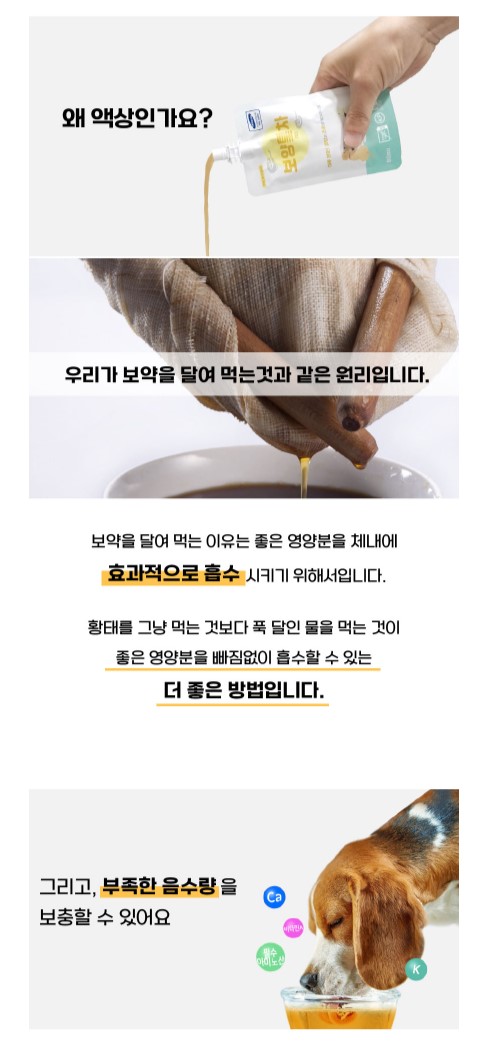 왜 액상인가요?
우리가 보약을 달여 먹는것과 같은 원리입니다.
보약을 달여 먹는 이유는 좋은 영양분을 체내에
효과적으로 흡수 시키기 위해서입니다.
황태를 그냥 먹는 것보다 푹 달인 물을 먹는 것이
좋은 영양분을 빠짐없이 흡수할 수 있는
더 좋은 방법입니다.
그리고, 부족한 음수량을
보충할 수 있어요
Ca
비타민A
필수
아미노산
K